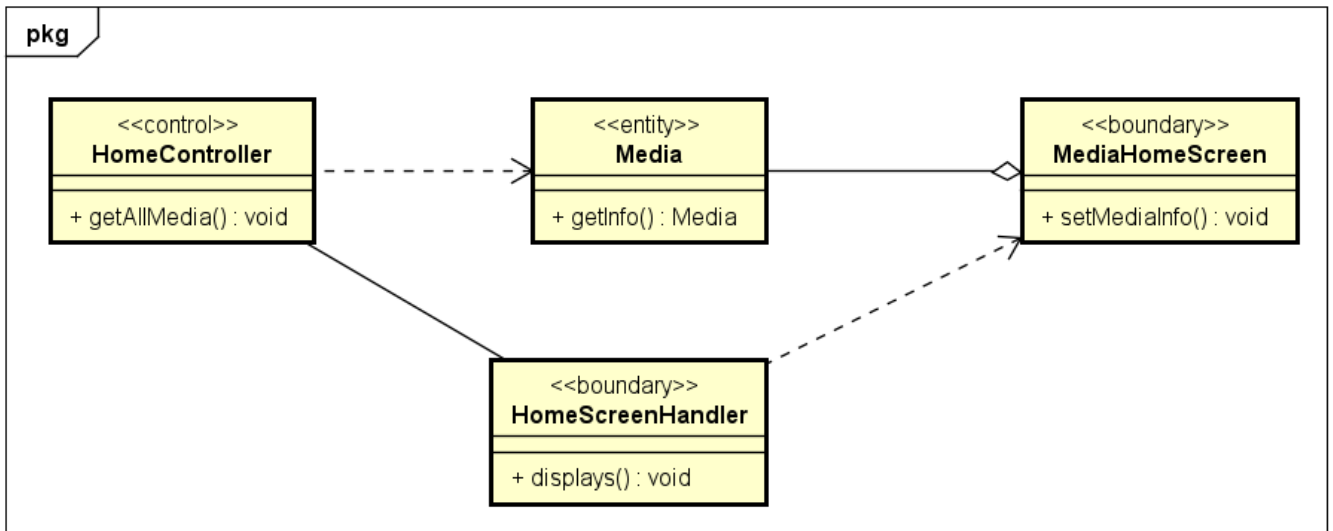 pkg
<<control>>
HomeController
+ getAllMedia() : void
<<entity>>
Media
+ getInfo() : Media
<<boundary>>
MediaHomeScreen
+ setMediaInfo() : void
<<boundary>>
HomeScreenHandler
+ displays() : void